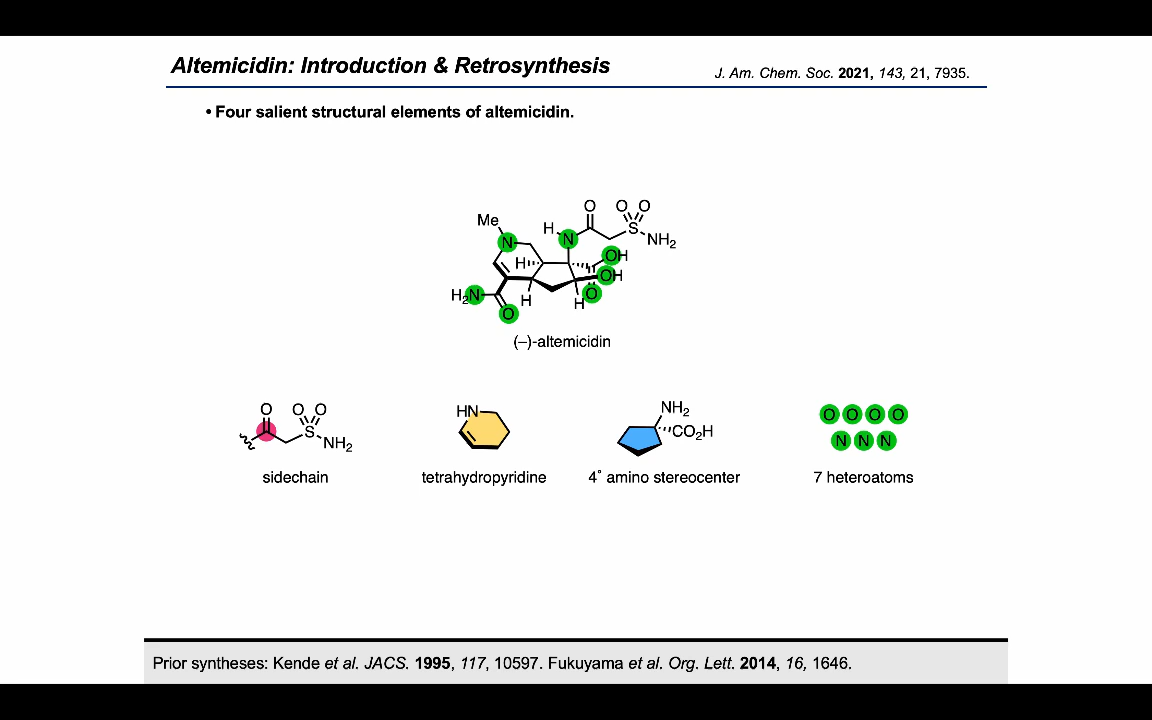 Altemicidin: Introduction & Retrosynthesis
J. Am. Chem. Soc. 2021, 143, 21, 7935.
• Four salient structural elements of altemicidin.
O O O
Me H N S NH2
N
H OH
OH
H2N O H H O
(–)-altemicidin
O O O S NH2
HN
NH2 CO2H
O O O O
N N N
sidechain
tetrahydropyridine
4° amino stereocenter
7 heteroatoms
Prior syntheses: Kende et al. JACS. 1995, 117, 10597. Fukuyama et al. Org. Lett. 2014, 16, 1646.